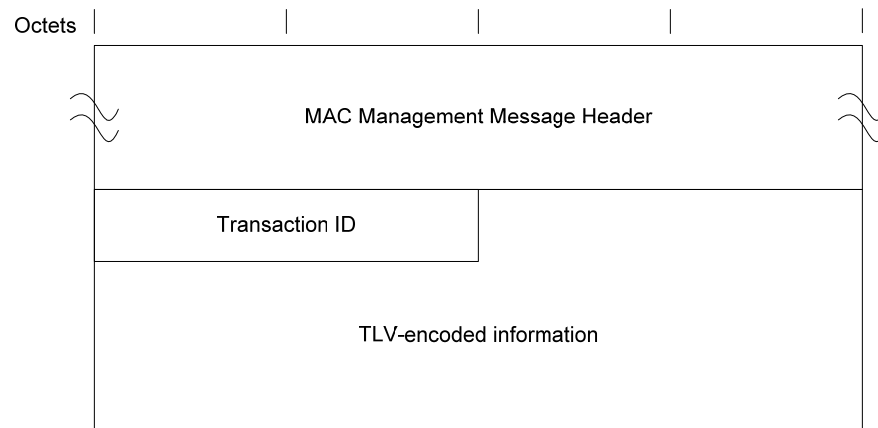 Octets
MAC Management Message Header
Transaction ID
TLV-encoded information